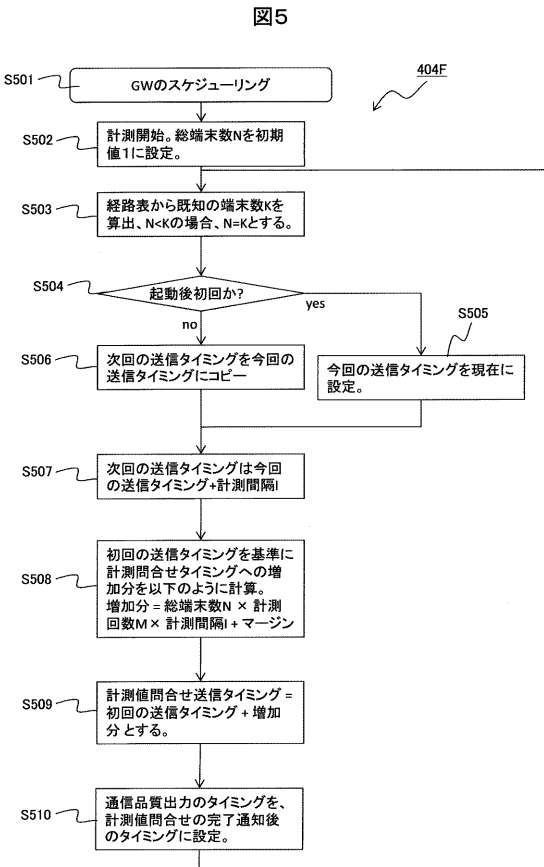 図5
404F
S501
GWのスケジューリング
S502
計測開始。総端末数Nを初期
値1に設定。
S503
経路表から既知の端末数Kを
算出、N<Kの場合、N=Kとする。
S504
起動後初回か?
yes
no
S505
今回の送信タイミングを現在に
設定。
S506
次回の送信タイミングを今回の
送信タイミングにコピー
S507
次回の送信タイミングは今回
の送信タイミング+計測間隔I
S508
初回の送信タイミングを基準に
計測問合せタイミングへの増
加分を以下のように計算。
増加分 = 総端末数N × 計測
回数M × 計測間隔I + マージン
S509
計測値問合せ送信タイミング =
初回の送信タイミング + 増加
分 とする。
S510
通信品質出力のタイミングを、
計測値問合せの完了通知後
のタイミングに設定。